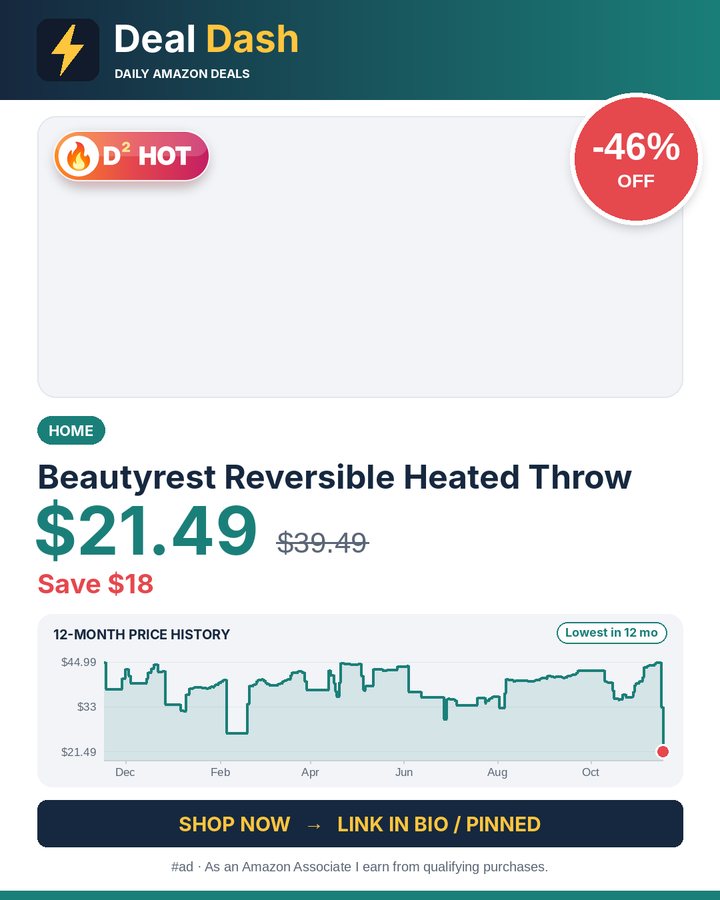 Deal Dash
DAILY AMAZON DEALS
D² HOT
-46%
OFF
HOME
Beautyrest Reversible Heated Throw
$21.49 $39.49
Save $18
12-MONTH PRICE HISTORY
Lowest in 12 mo
$44.99
$33
$21.49
Dec Feb Apr Jun Aug Oct
SHOP NOW → LINK IN BIO / PINNED
#ad · As an Amazon Associate I earn from qualifying purchases.